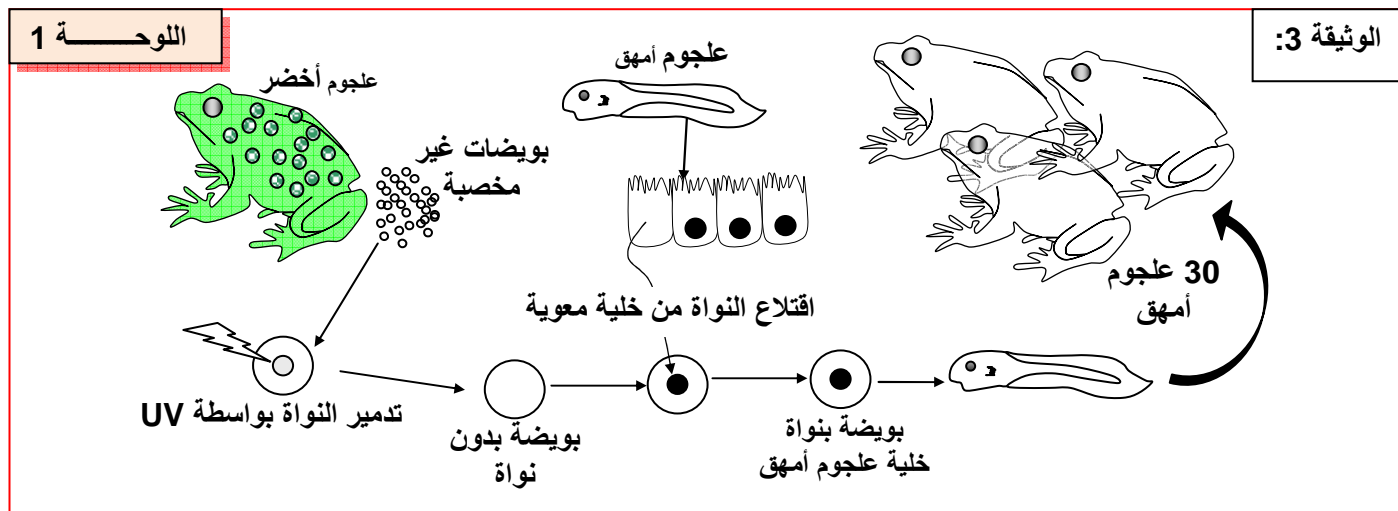 الوثيقة 3:
اللوحـــــــة 1
علجوم أخضر
علجوم أمهق
بويضات غير
مخصبة
30 علجوم
أمهق
اقتلاع النواة من خلية معوية
تدمير النواة بواسطة UV
بويضة بدون
نواة
بويضة بنواة
خلية علجوم أمهق